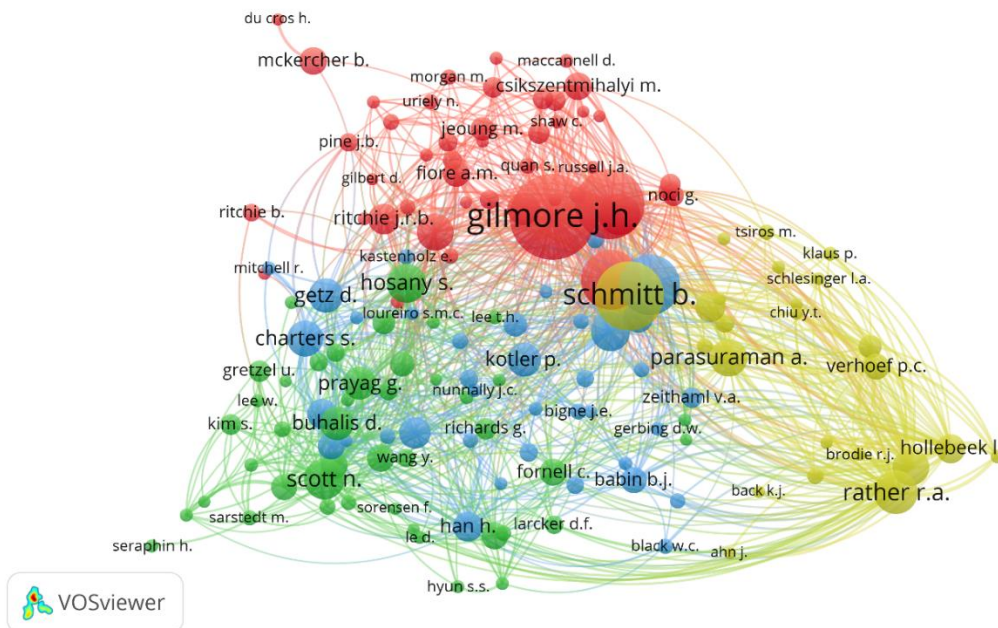 du cros h.
mckercher b.
maccannell d.
morgan m.
csikszentmihalyi m.
uriely n.
shaw c.
jeoung m.
pine j.b.
quan s.
russell j.a.
gilbert d.
fiore a.m.
noci g.
ritchie b.
ritchie j.r.b.
gilmore j.h.
tsiros m.
kastenholz e.
klaus p.
mitchell r.
hosany s.
schlesinger l.a.
getz d.
schmitt b.
loureiro s.m.c.
lee t.h.
chiu y.t.
charters s.
kotler p.
parasuraman a.
verhoef p.c.
gretzel u.
prayag g.
nunnally j.c.
zeithaml v.a.
lee w.
bigne j.e.
kim s.
buhalis d.
richards g.
gerbing d.w.
wang y.
brodie r.j.
hollebeek l.
scott n.
fornell c.
babin b.j.
back k.j.
rather r.a.
sorensen f.
sarstedt m.
han h.
larcker d.f.
le d.
seraphin h.
black w.c.
ahn j.
hyun s.s.
VOSviewer